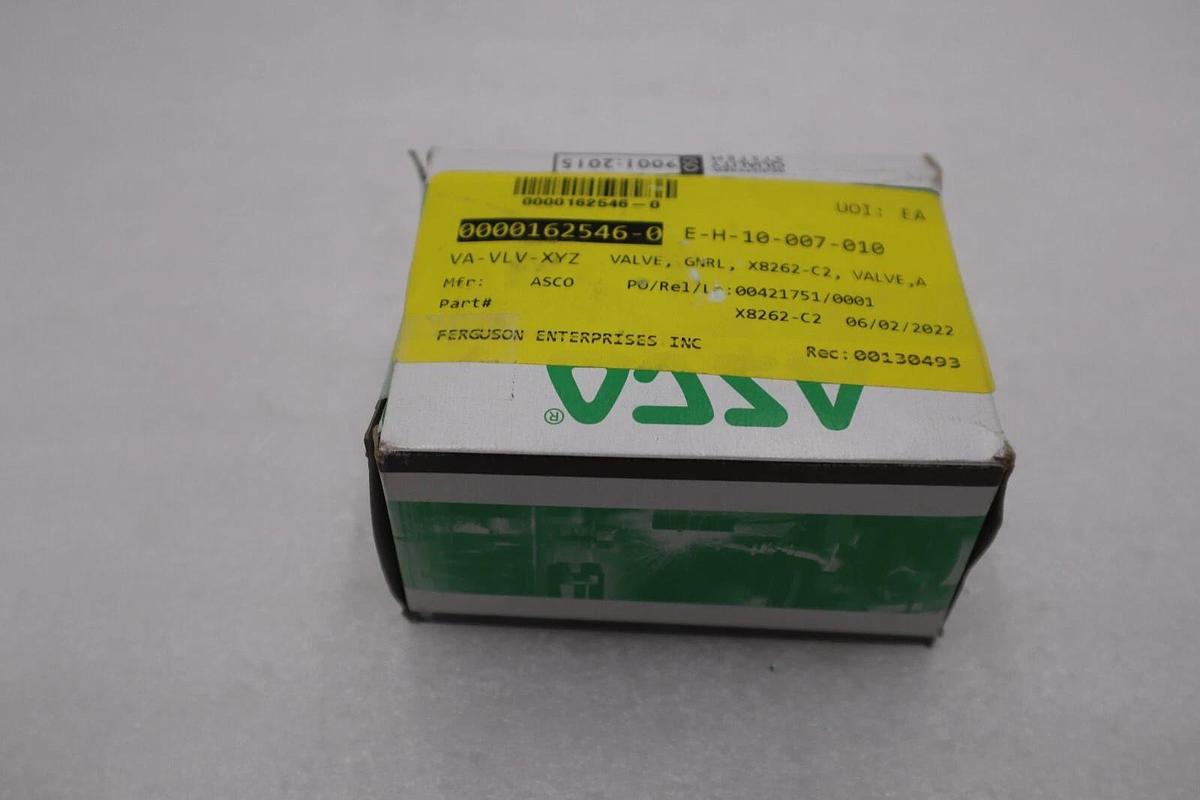 9001:2015
0000162546-0
UOI: EA
0000162546-0 E-H-10-007-010
VA-VLV-XYZ VALVE, GNRL, X8262-C2, VALVE,A
Mfr: ASCO PO/Rel/Ln:00421751/0001
Part# X8262-C2 06/02/2022
FERGUSON ENTERPRISES INC Rec:00130493
ASCO®